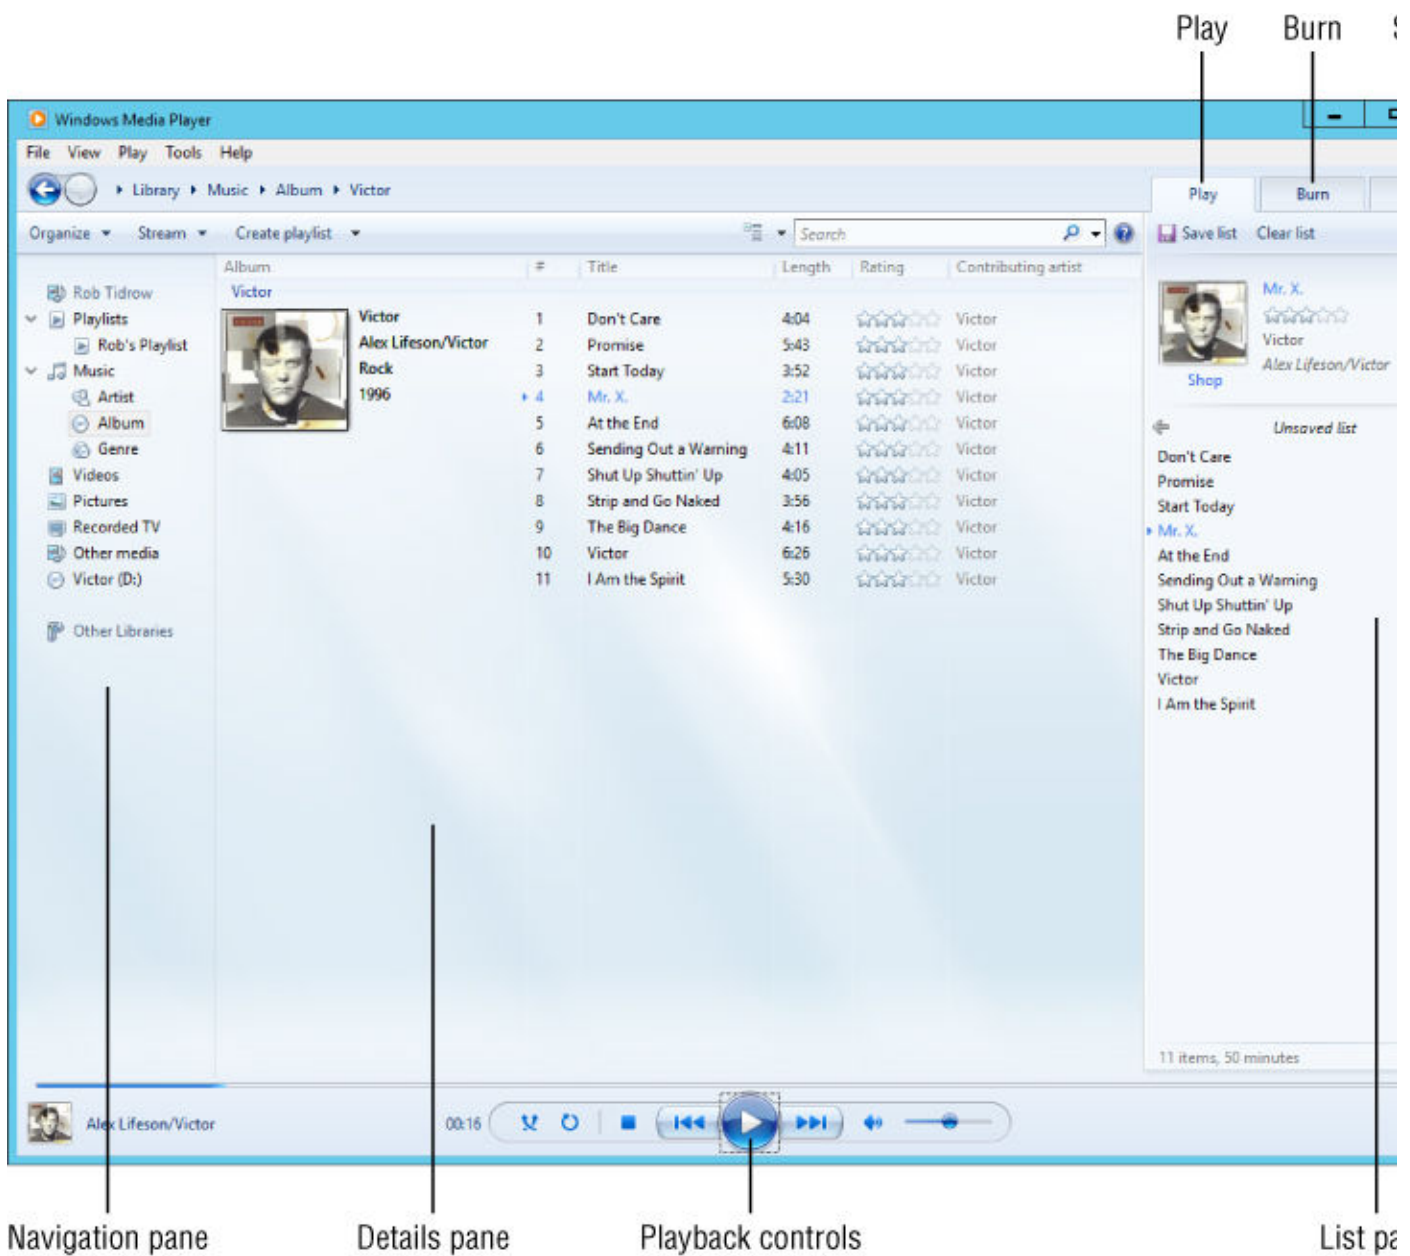 Play Burn
Windows Media Player
File View Play Tools Help
Library Music Album Victor
Play Burn
Organize Stream Create playlist Search
Save list Clear list
Album # Title Length Rating Contributing artist
Victor
Rob Tidrow
Playlists
Rob's Playlist
Music
Artist
Album
Genre
Videos
Pictures
Recorded TV
Other media
Victor (D:)
Other Libraries
Victor
Alex Lifeson/Victor
Rock
1996
1 Don't Care 4:04 Victor
2 Promise 5:43 Victor
3 Start Today 3:52 Victor
4 Mr. X. 2:21 Victor
5 At the End 6:08 Victor
6 Sending Out a Warning 4:11 Victor
7 Shut Up Shuttin' Up 4:05 Victor
8 Strip and Go Naked 3:56 Victor
9 The Big Dance 4:16 Victor
10 Victor 6:26 Victor
11 I Am the Spirit 5:30 Victor
Mr. X.
Victor
Alex Lifeson/Victor
Shop
Unsaved list
Don't Care
Promise
Start Today
Mr. X.
At the End
Sending Out a Warning
Shut Up Shuttin' Up
Strip and Go Naked
The Big Dance
Victor
I Am the Spirit
11 items, 50 minutes
Alex Lifeson/Victor 00:16
Navigation pane Details pane Playback controls List